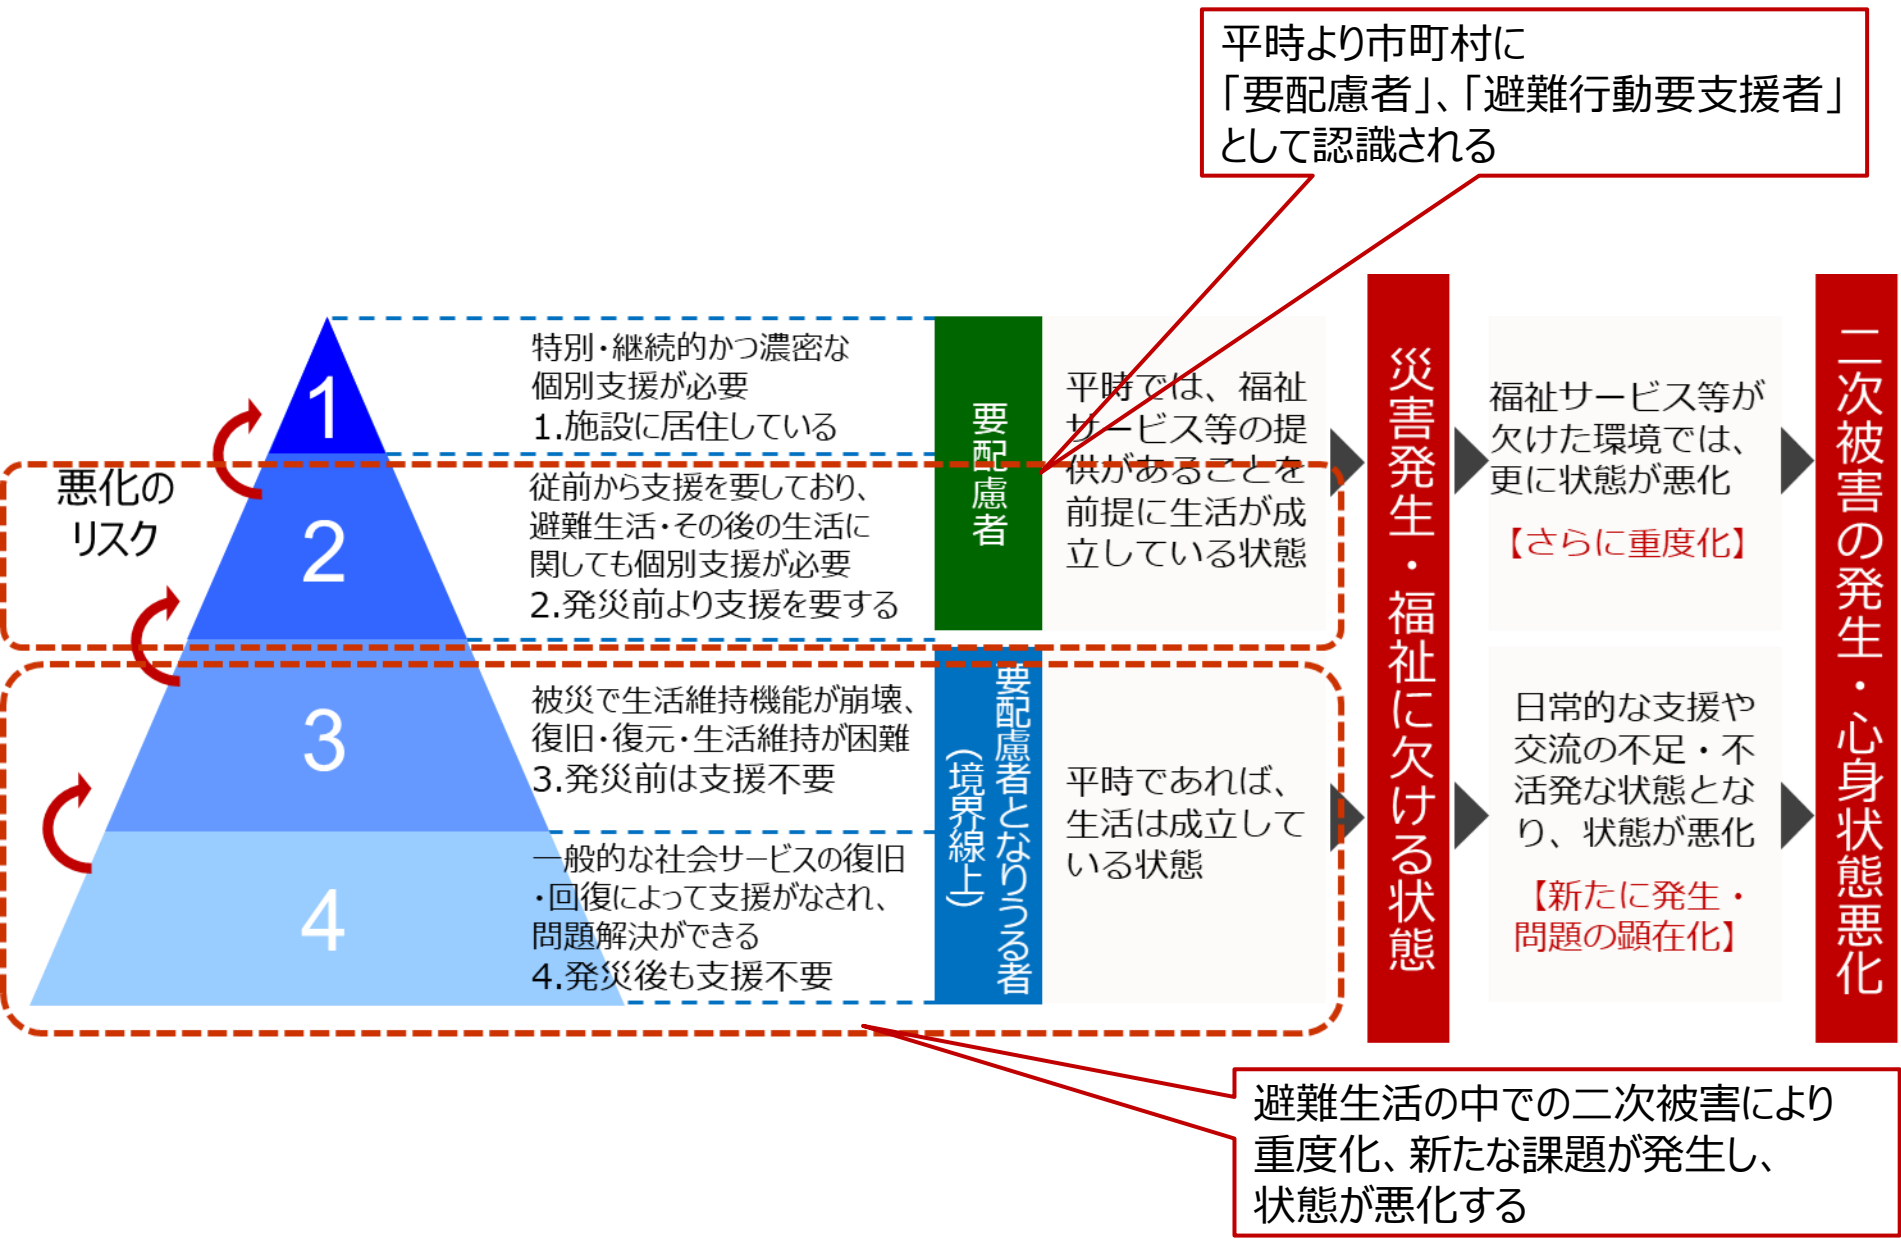 平時より市町村に
「要配慮者」、「避難行動要支援者」
として認識される
悪化の
リスク
1
2
3
4
特別・継続的かつ濃密な
個別支援が必要
1.施設に居住している
従前から支援を要しており、
避難生活・その後の生活に
関しても個別支援が必要
2.発災前より支援を要する
被災で生活維持機能が崩壊、
復旧・復元・生活維持が困難
3.発災前は支援不要
一般的な社会サービスの復旧
・回復によって支援がなされ、
問題解決ができる
4.発災後も支援不要
要配慮者
要配慮者となりうる者
（境界線上）
平時では、福祉
サービス等の提
供があることを
前提に生活が成
立している状態
平時であれば、
生活は成立して
いる状態
災害発生・福祉に欠ける状態
福祉サービス等が
欠けた環境では、
更に状態が悪化
【さらに重度化】
日常的な支援や
交流の不足・不
活発な状態とな
り、状態が悪化
【新たに発生・
問題の顕在化】
二次被害の発生・心身状態悪化
避難生活の中での二次被害により
重度化、新たな課題が発生し、
状態が悪化する